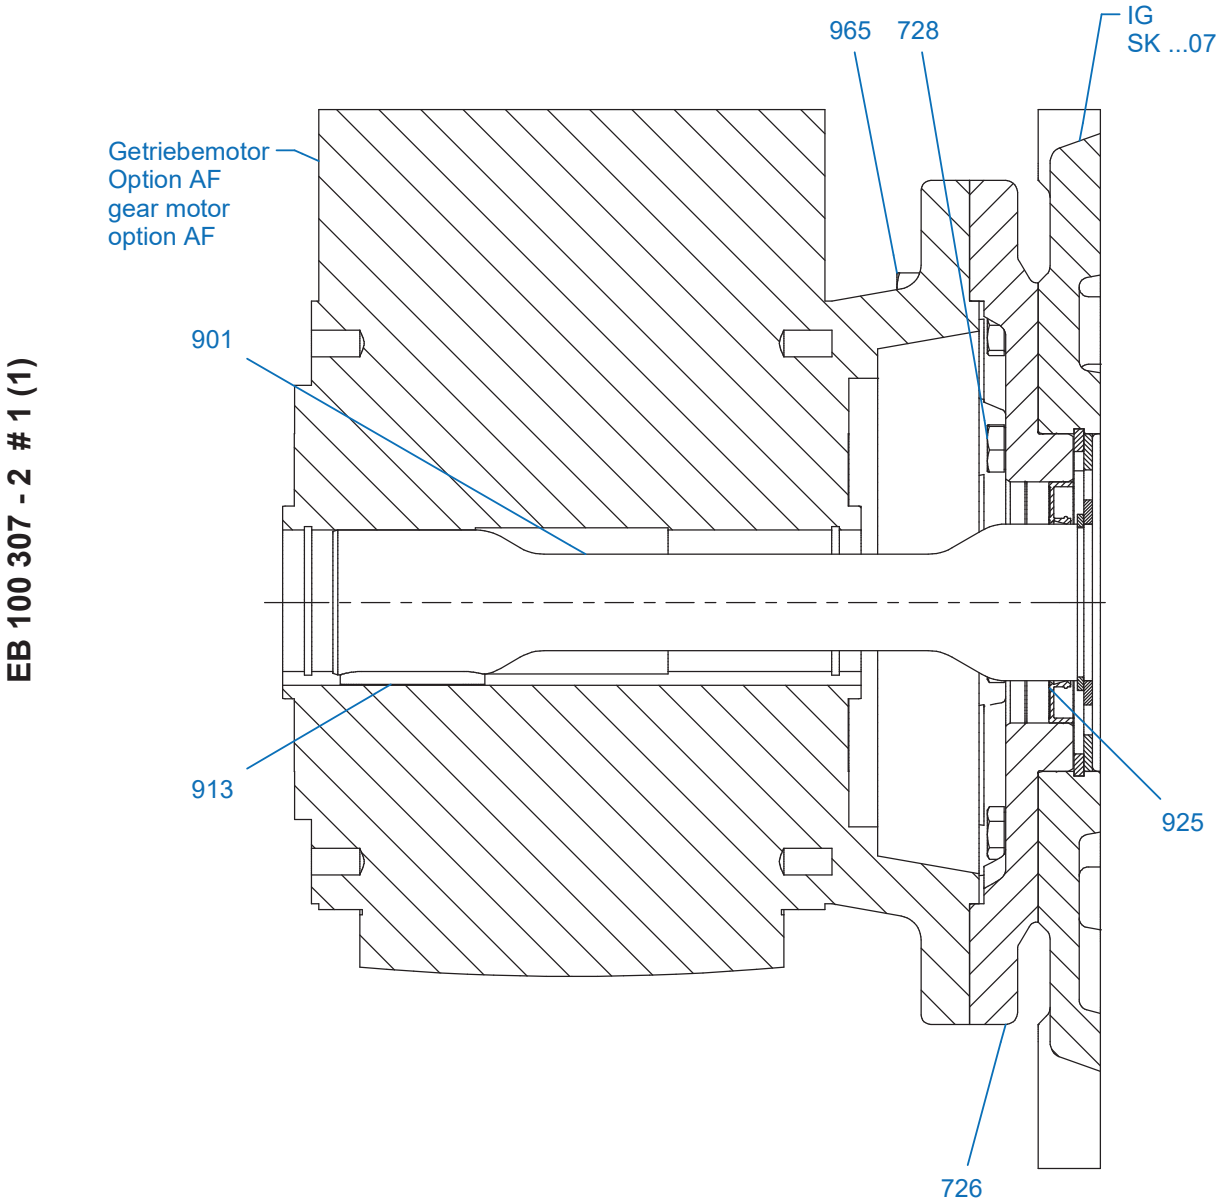 IG
SK ...07
965 728
Getriebemotor
Option AF
gear motor
option AF
901
EB 100 307 - 2 # 1 (1)
913
925
726